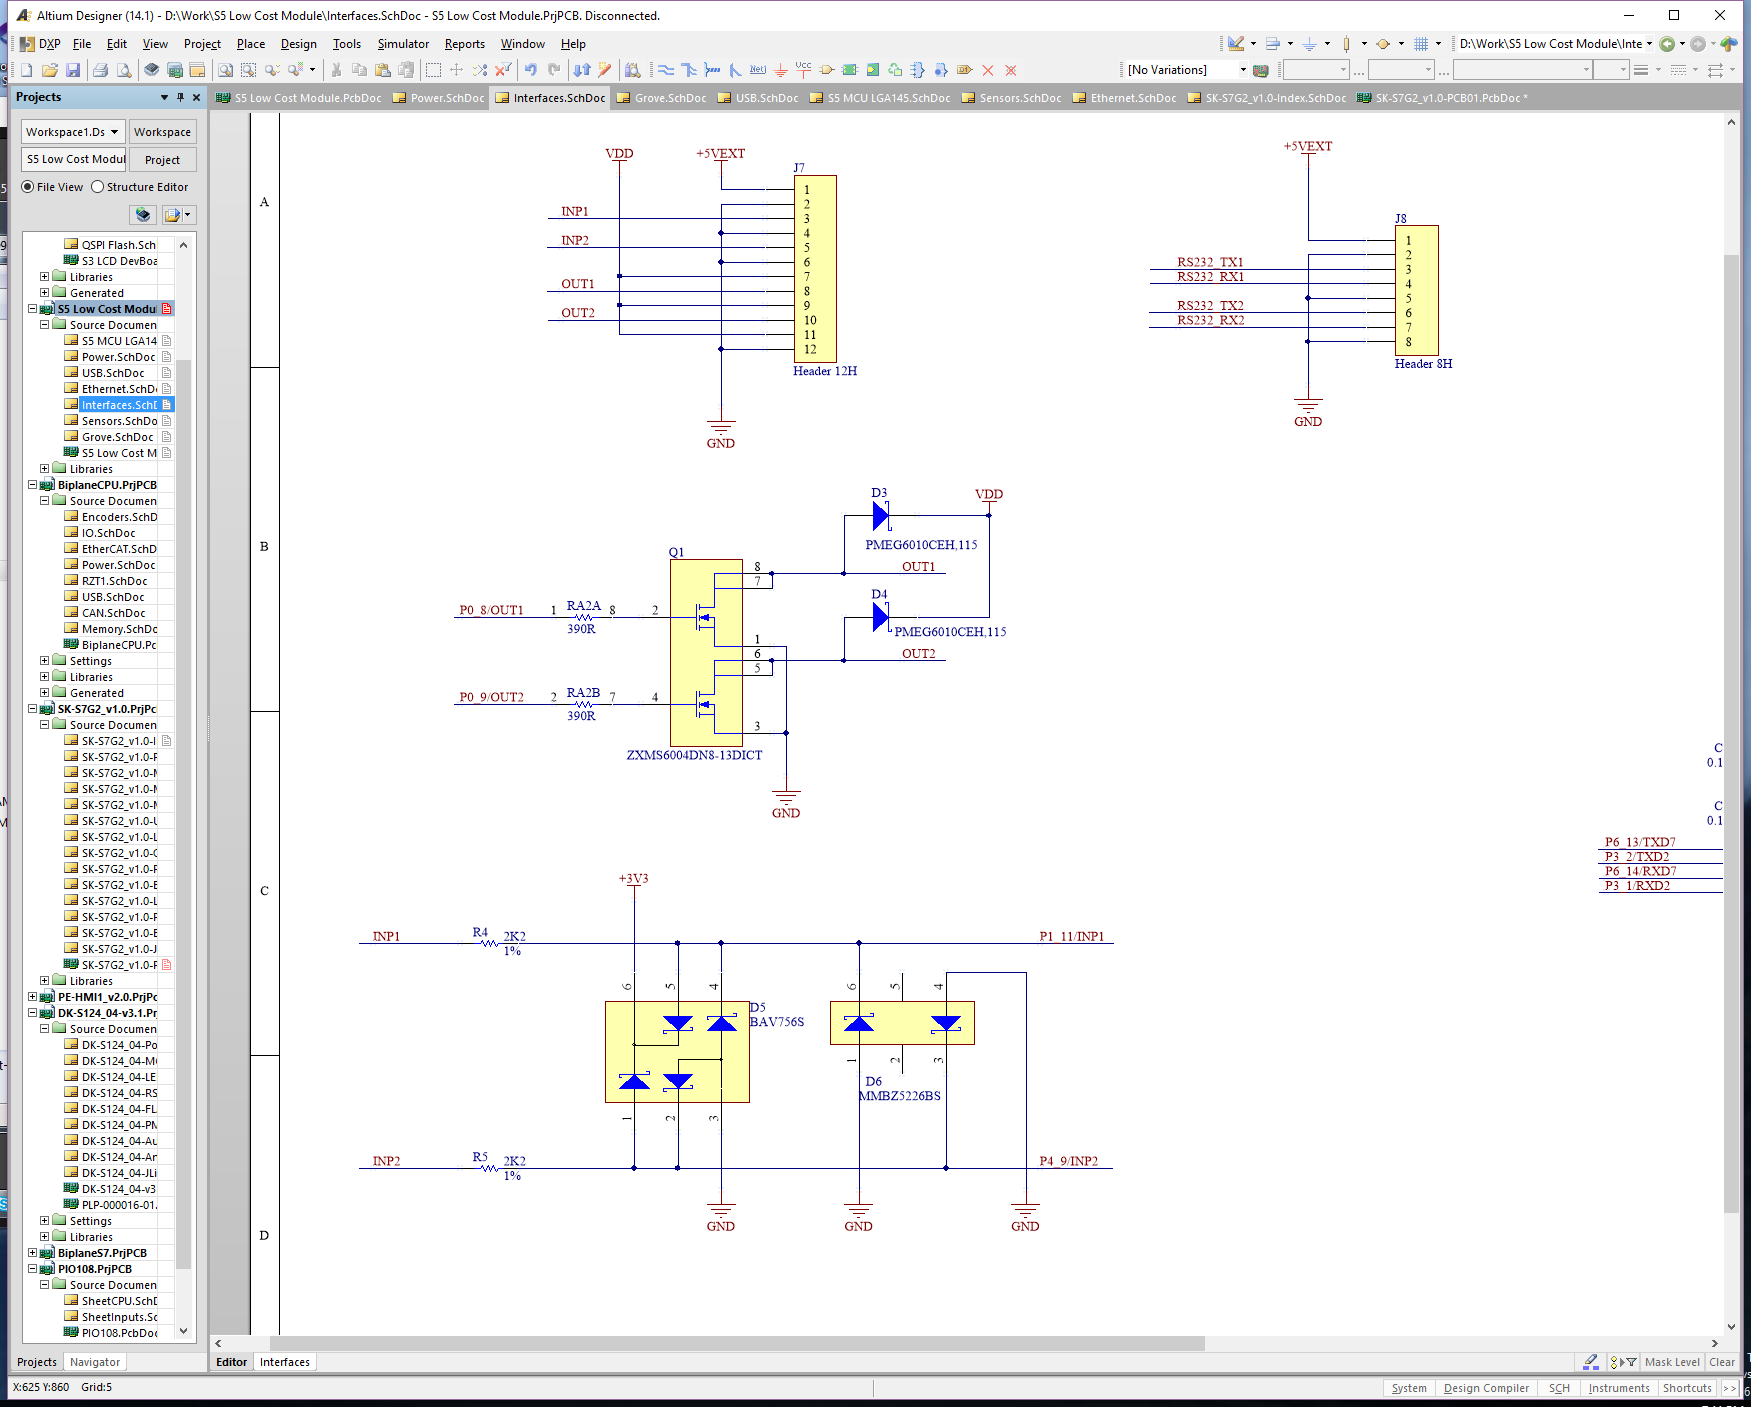 Altium Designer (14.1) - D:\Work\S5 Low Cost Module\Interfaces.SchDoc - S5 Low Cost Module.PrjPCB. Disconnected.
DXP File Edit View Project Place Design Tools Simulator Reports Window Help
D:\Work\S5 Low Cost Module\Inte
[No Variations]
Projects
S5 Low Cost Module.PcbDoc Power.SchDoc Interfaces.SchDoc Grove.SchDoc USB.SchDoc S5 MCU LGA145.SchDoc Sensors.SchDoc Ethernet.SchDoc SK-S7G2_v1.0-Index.SchDoc SK-S7G2_v1.0-PCB01.PcbDoc *
Workspace1.Ds Workspace
S5 Low Cost Modul Project
File View Structure Editor
QSPI Flash.Sch
S3 LCD DevBoa
Libraries
Generated
S5 Low Cost Modu
Source Documen
S5 MCU LGA14
Power.SchDoc
USB.SchDoc
Ethernet.SchD
Interfaces.SchD
Sensors.SchDo
Grove.SchDoc
S5 Low Cost M
Libraries
BiplaneCPU.PrjPCB
Source Documen
Encoders.SchD
IO.SchDoc
EtherCAT.SchD
Power.SchDoc
RZT1.SchDoc
USB.SchDoc
CAN.SchDoc
Memory.SchDo
BiplaneCPU.Pc
Settings
Libraries
Generated
SK-S7G2_v1.0.PrjPc
Source Documen
SK-S7G2_v1.0-I
SK-S7G2_v1.0-P
SK-S7G2_v1.0-M
SK-S7G2_v1.0-M
SK-S7G2_v1.0-M
SK-S7G2_v1.0-U
SK-S7G2_v1.0-L
SK-S7G2_v1.0-C
SK-S7G2_v1.0-P
SK-S7G2_v1.0-E
SK-S7G2_v1.0-L
SK-S7G2_v1.0-P
SK-S7G2_v1.0-E
SK-S7G2_v1.0-J
SK-S7G2_v1.0-P
Libraries
PE-HMI1_v2.0.PrjPc
DK-S124_04-v3.1.Prj
Source Documen
DK-S124_04-Po
DK-S124_04-M
DK-S124_04-LE
DK-S124_04-RS
DK-S124_04-FL
DK-S124_04-PM
DK-S124_04-Au
DK-S124_04-An
DK-S124_04-JLi
DK-S124_04-v3
PLP-000016-01.
Settings
Libraries
BiplaneS7.PrjPCB
PIO108.PrjPCB
Source Documen
SheetCPU.SchD
SheetInputs.Sc
PIO108.PcbDoc
Projects Navigator
A
B
C
D
VDD +5VEXT
J7
INP1
INP2
OUT1
OUT2
1
2
3
4
5
6
7
8
9
10
11
12
Header 12H
GND
+5VEXT
J8
RS232_TX1
RS232_RX1
RS232_TX2
RS232_RX2
1
2
3
4
5
6
7
8
Header 8H
GND
D3 VDD
PMEG6010CEH,115
Q1
8 OUT1
7
D4
P0_8/OUT1 1 RA2A 8 2
390R
PMEG6010CEH,115
1
6 OUT2
5
P0_9/OUT2 2 RA2B 7 4
390R
3
ZXMS6004DN8-13DICT
GND
C
0.1
C
0.1
P6_13/TXD7
P3_2/TXD2
P6_14/RXD7
P3_1/RXD2
+3V3
INP1 R4 2K2 P1_11/INP1
1%
6 5 4 6 5 4
D5
BAV756S
1 2 3 1 2 3
D6
MMBZ5226BS
INP2 R5 2K2 P4_9/INP2
1%
GND GND GND
Editor Interfaces
Mask Level Clear
X:625 Y:860 Grid:5
System Design Compiler SCH Instruments Shortcuts >>